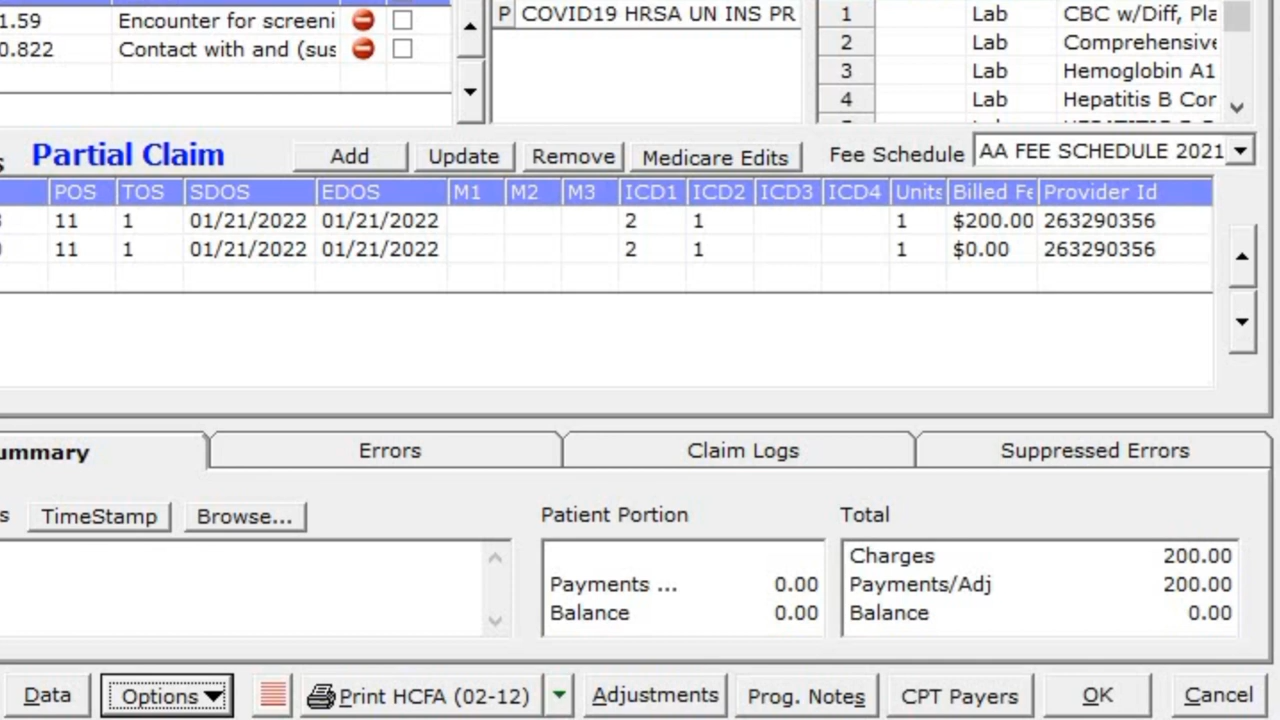 1.59 Encounter for screeni
0.822 Contact with and (sus
P COVID19 HRSA UN INS PR
1 Lab CBC w/Diff, Pla
2 Lab Comprehensive
3 Lab Hemoglobin A1
4 Lab Hepatitis B Cor
s Partial Claim Add Update Remove Medicare Edits Fee Schedule AA FEE SCHEDULE 2021
POS TOS SDOS EDOS M1 M2 M3 ICD1 ICD2 ICD3 ICD4 Units Billed Fe Provider Id
11 1 01/21/2022 01/21/2022 2 1 1 $200.00 263290356
11 1 01/21/2022 01/21/2022 2 1 1 $0.00 263290356
ummary Errors Claim Logs Suppressed Errors
s TimeStamp Browse... Patient Portion Total
Charges 200.00
Payments ... 0.00 Payments/Adj 200.00
Balance 0.00 Balance 0.00
Data Options Print HCFA (02-12) Adjustments Prog. Notes CPT Payers OK Cancel